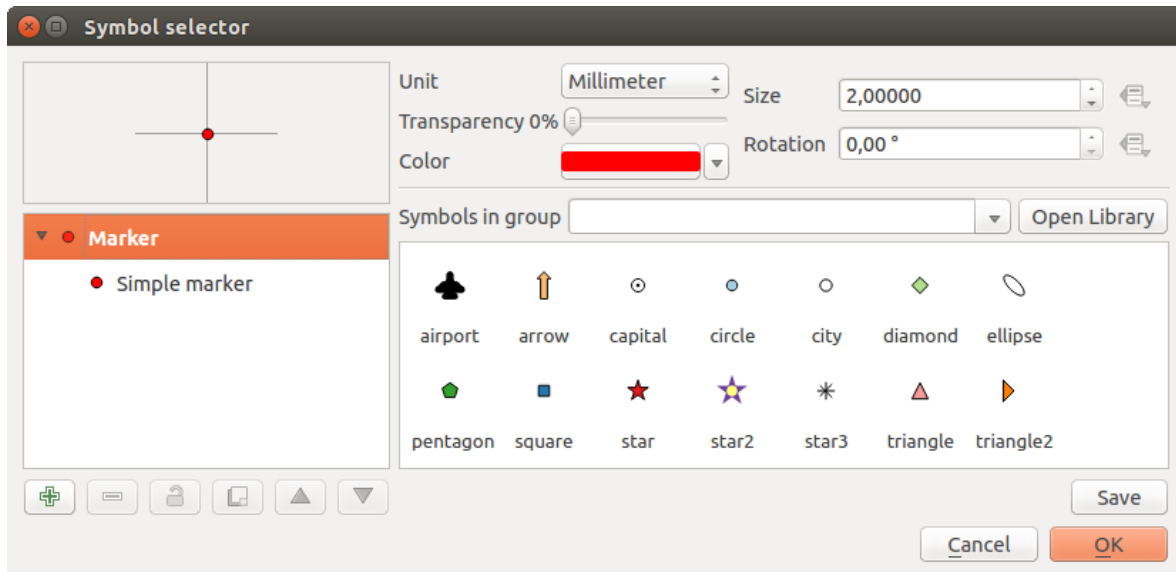 Symbol selector
Unit
Millimeter
Size
2,00000
Transparency 0%
Rotation
0,00 °
Color
Symbols in group
Open Library
Marker
Simple marker
airport
arrow
capital
circle
city
diamond
ellipse
pentagon
square
star
star2
star3
triangle
triangle2
Save
Cancel
OK